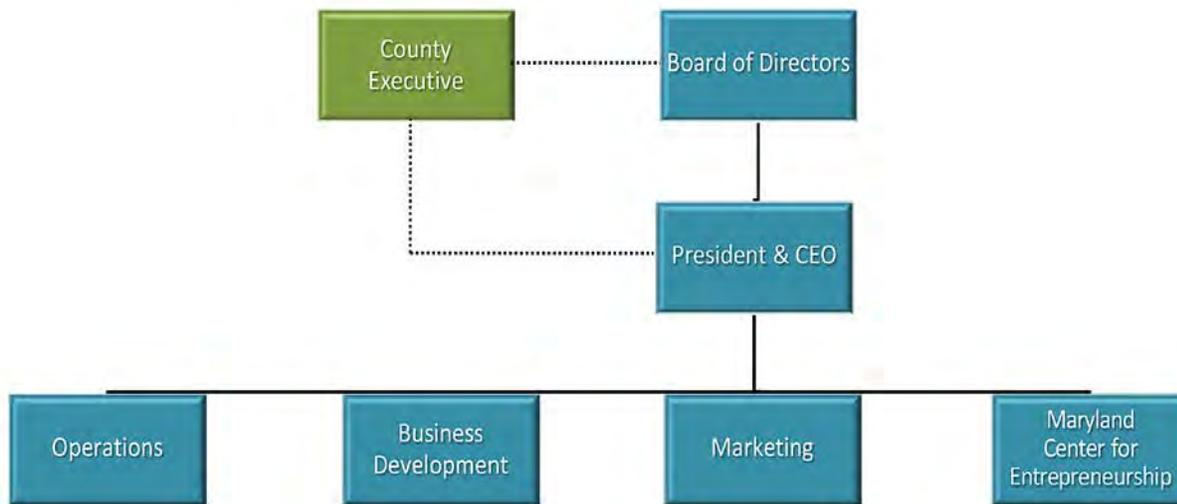 County
Executive
Board of Directors
President & CEO
Operations
Business
Development
Marketing
Maryland
Center for
Entrepreneurship